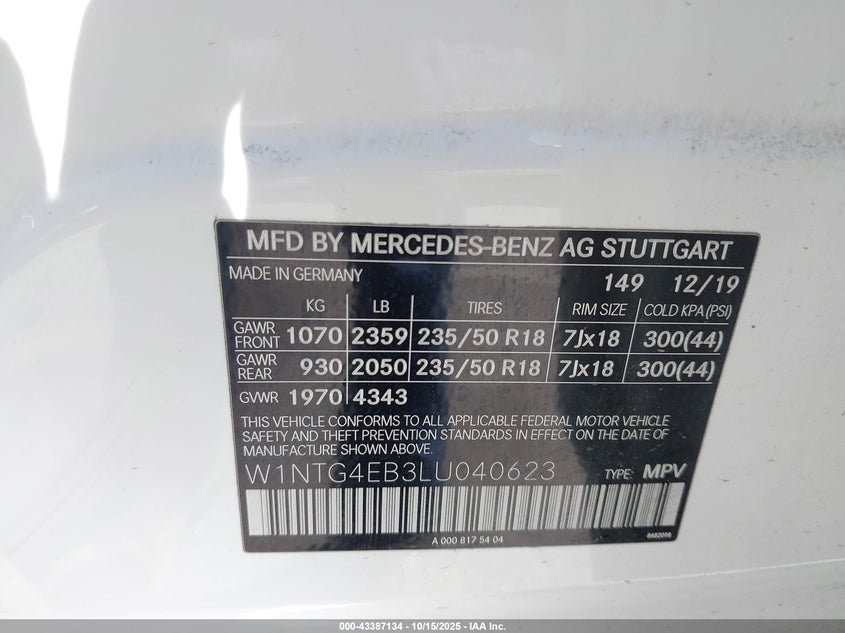 MFD BY MERCEDES-BENZ AG STUTTGART
MADE IN GERMANY 149 12/19
KG LB TIRES RIM SIZE COLD KPA(PSI)
GAWR FRONT 1070 2359 235/50 R18 7Jx18 300(44)
GAWR REAR 930 2050 235/50 R18 7Jx18 300(44)
GVWR 1970 4343
THIS VEHICLE CONFORMS TO ALL APPLICABLE FEDERAL MOTOR VEHICLE
SAFETY AND THEFT PREVENTION STANDARDS IN EFFECT ON THE DATE OF
MANUFACTURE SHOWN ABOVE.
W1NTG4EB3LU040623 TYPE: MPV
A 000 817 54 04 8482098
000-43387134 - 10/15/2025 - IAA Inc.